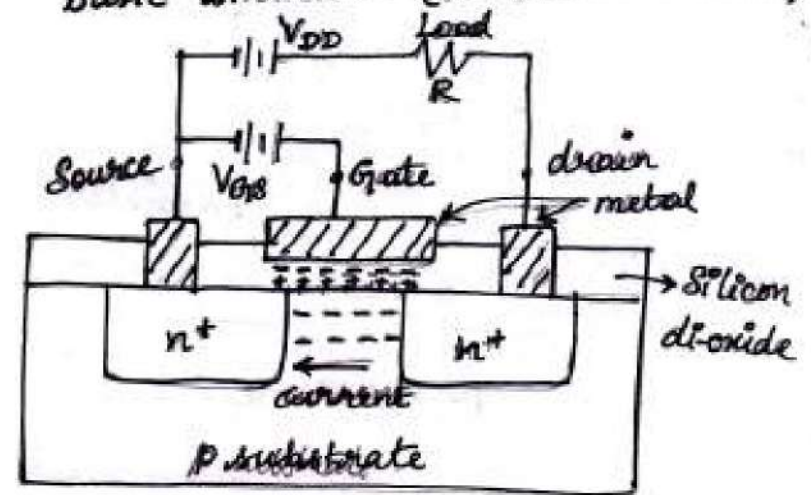 VDD
Load
R
Source
VGS
Gate
drain
metal
Silicon
di-oxide
n+
n+
current
p substrate